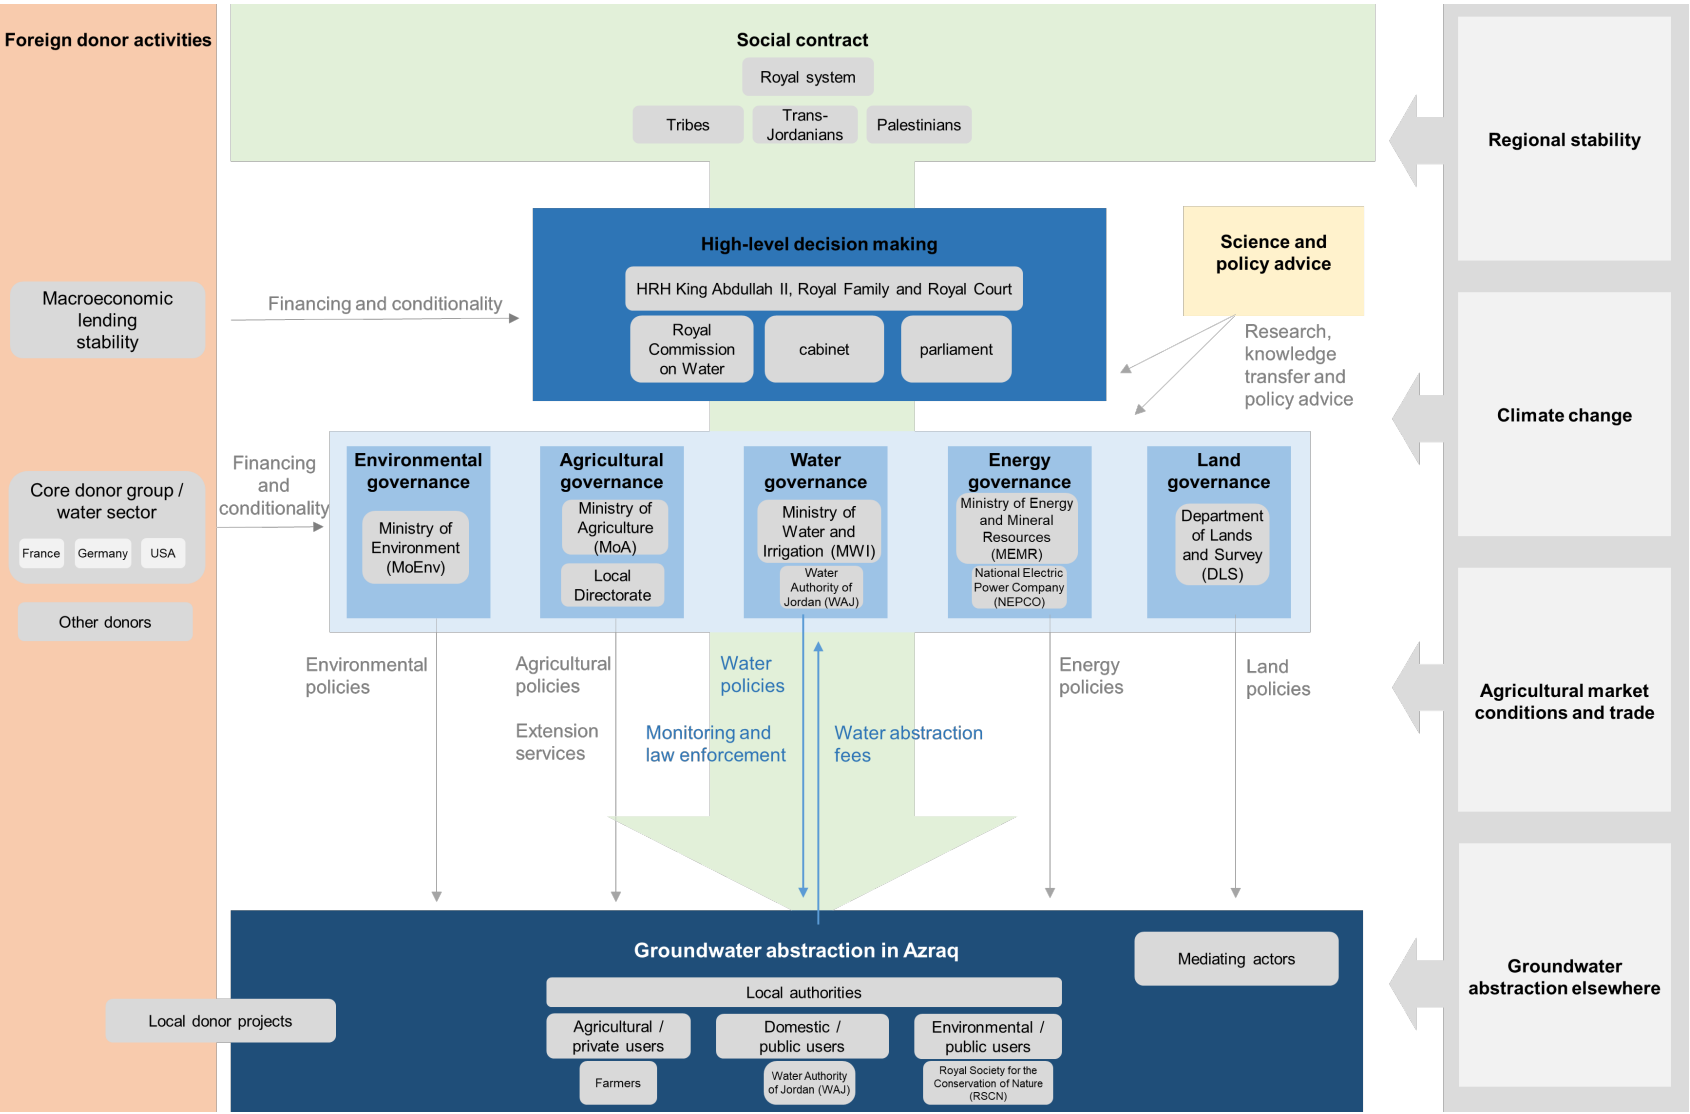 Foreign donor activities
Macroeconomic
lending
stability
Core donor group /
water sector
France
Germany
USA
Other donors
Local donor projects
Financing and conditionality
Financing
and
conditionality
Social contract
Royal system
Tribes
Trans-
Jordanians
Palestinians
High-level decision making
HRH King Abdullah II, Royal Family and Royal Court
Royal
Commission
on Water
cabinet
parliament
Science and
policy advice
Research,
knowledge
transfer and
policy advice
Environmental
governance
Ministry of
Environment
(MoEnv)
Agricultural
governance
Ministry of
Agriculture
(MoA)
Local
Directorate
Water
governance
Ministry of
Water and
Irrigation (MWI)
Water
Authority of
Jordan (WAJ)
Energy
governance
Ministry of Energy
and Mineral
Resources
(MEMR)
National Electric
Power Company
(NEPCO)
Land
governance
Department
of Lands
and Survey
(DLS)
Environmental
policies
Agricultural
policies
Extension
services
Water
policies
Monitoring and
law enforcement
Water abstraction
fees
Energy
policies
Land
policies
Groundwater abstraction in Azraq
Mediating actors
Local authorities
Agricultural /
private users
Farmers
Domestic /
public users
Water Authority
of Jordan (WAJ)
Environmental /
public users
Royal Society for the
Conservation of Nature
(RSCN)
Regional stability
Climate change
Agricultural market
conditions and trade
Groundwater
abstraction elsewhere